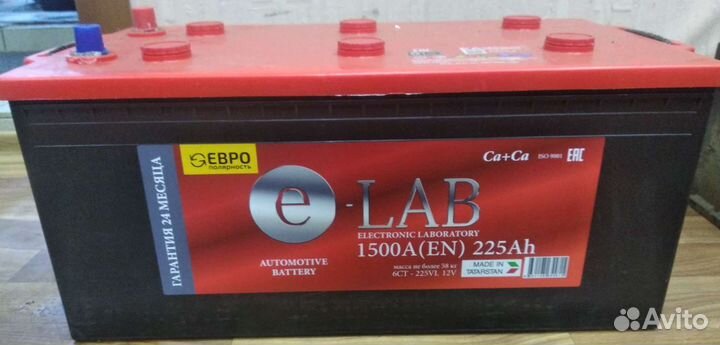 ГАРАНТИЯ 24 МЕСЯЦА
ЕВРО
полярность
e-LAB
ELECTRONIC LABORATORY
AUTOMOTIVE
BATTERY
1500A(EN) 225Ah
масса не более 58 кг
6СТ - 225VL 12V
Ca+Ca
ISO 9001
EAC
MADE IN
TATARSTAN
Avito